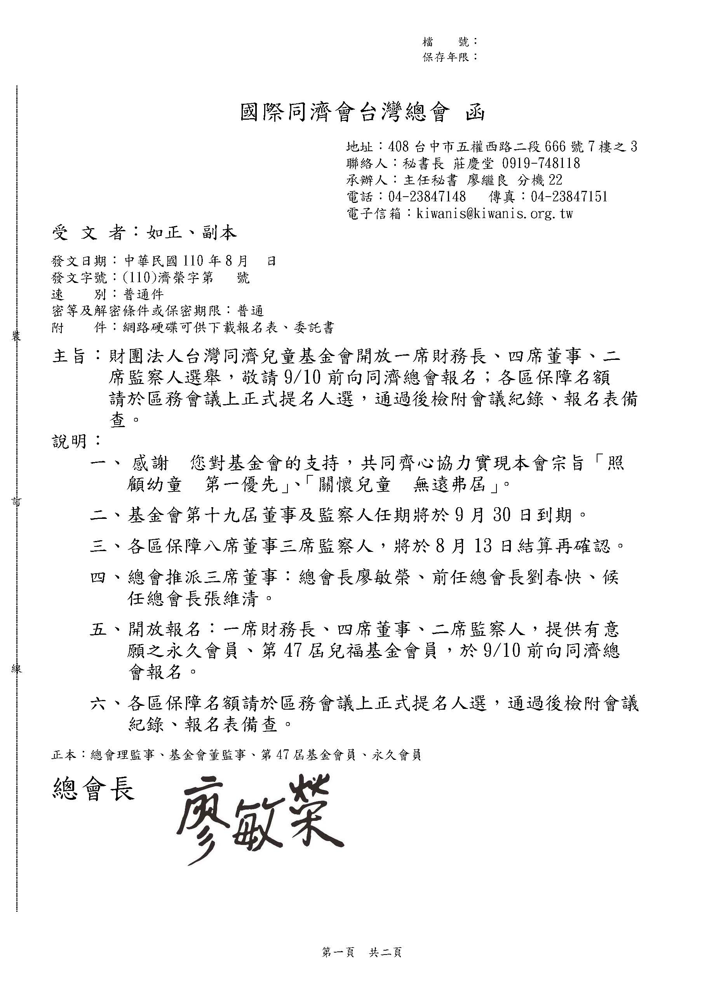 檔　　號：
保存年限：
國際同濟會台灣總會 函
地址：408 台中市五權西路二段 666 號 7 樓之 3
聯絡人：秘書長 莊慶堂 0919-748118
承辦人：主任秘書 廖繼良 分機 22
電話：04-23847148　傳真：04-23847151
電子信箱：kiwanis@kiwanis.org.tw
受 文 者：如正、副本
發文日期：中華民國 110 年 8 月　日
發文字號：(110)濟榮字第　號
速　　別：普通件
密等及解密條件或保密期限：普通
附　　件：網路硬碟可供下載報名表、委託書
主旨：財團法人台灣同濟兒童基金會開放一席財務長、四席董事、二
席監察人選舉，敬請 9/10 前向同濟總會報名；各區保障名額
請於區務會議上正式提名人選，通過後檢附會議紀錄、報名表備
查。
說明：
一、 感謝　您對基金會的支持，共同齊心協力實現本會宗旨「照
顧幼童　第一優先」、「關懷兒童　無遠弗屆」。
二、基金會第十九屆董事及監察人任期將於 9 月 30 日到期。
三、各區保障八席董事三席監察人，將於 8 月 13 日結算再確認。
四、總會推派三席董事：總會長廖敏榮、前任總會長劉春快、候
任總會長張維清。
五、開放報名：一席財務長、四席董事、二席監察人，提供有意
願之永久會員、第 47 屆兒福基金會員，於 9/10 前向同濟總
會報名。
六、各區保障名額請於區務會議上正式提名人選，通過後檢附會議
紀錄、報名表備查。
正本：總會理監事、基金會董監事、第 47 屆基金會員、永久會員
總會長 廖敏榮
裝
訂
線
第一頁　共二頁